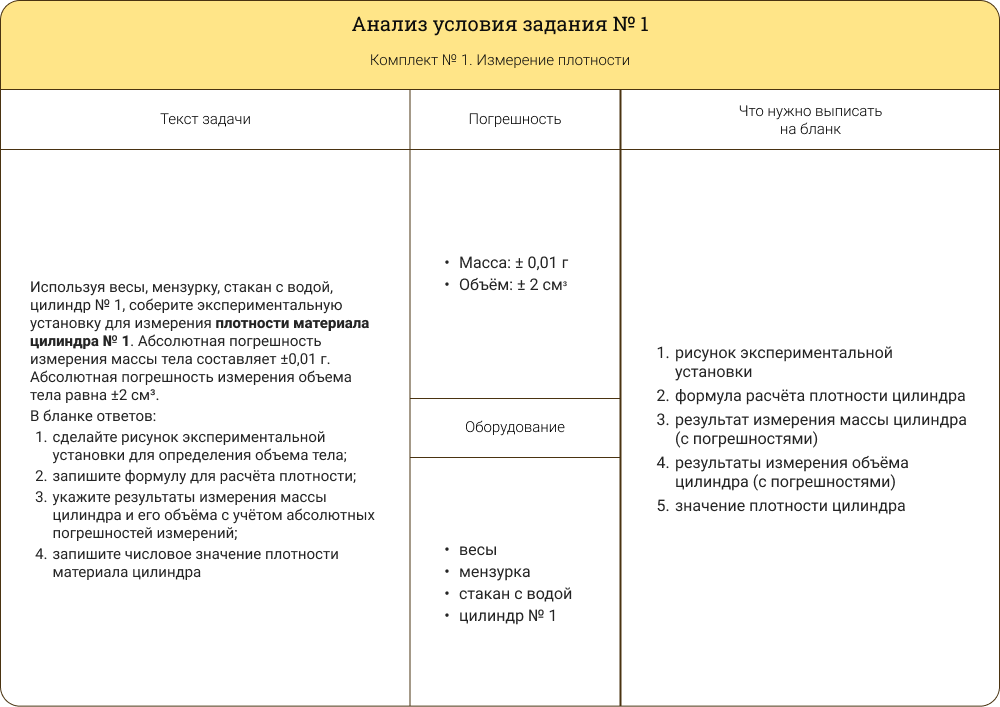 Анализ условия задания № 1
Комплект № 1. Измерение плотности
Текст задачи
Погрешность
Что нужно выписать
на бланк
Используя весы, мензурку, стакан с водой,
цилиндр № 1, соберите экспериментальную
установку для измерения плотности материала
цилиндра № 1. Абсолютная погрешность
измерения массы тела составляет ±0,01 г.
Абсолютная погрешность измерения объема
тела равна ±2 см³.
В бланке ответов:
1. сделайте рисунок экспериментальной
установки для определения объема тела;
2. запишите формулу для расчёта плотности;
3. укажите результаты измерения массы
цилиндра и его объёма с учётом абсолютных
погрешностей измерений;
4. запишите числовое значение плотности
материала цилиндра
• Масса: ± 0,01 г
• Объём: ± 2 см³
Оборудование
• весы
• мензурка
• стакан с водой
• цилиндр № 1
1. рисунок экспериментальной
установки
2. формула расчёта плотности цилиндра
3. результат измерения массы цилиндра
(с погрешностями)
4. результаты измерения объёма
цилиндра (с погрешностями)
5. значение плотности цилиндра